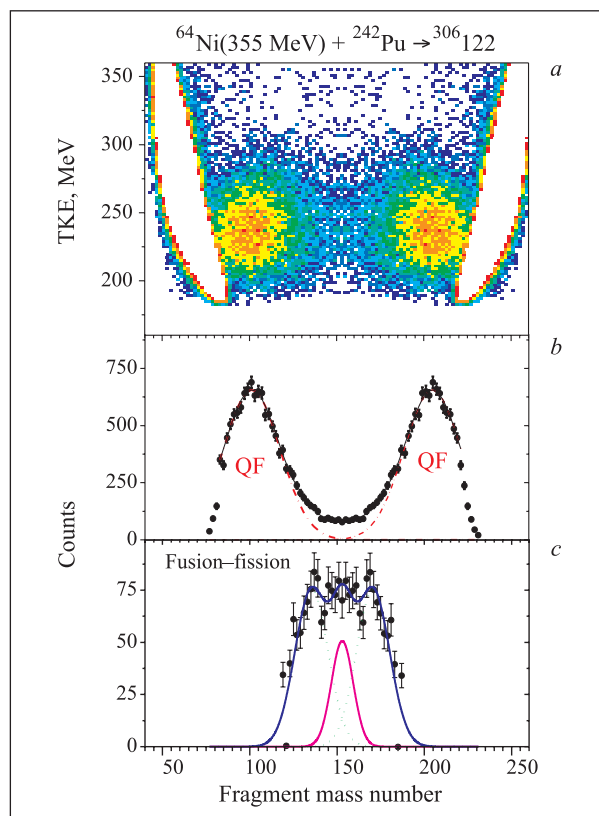 ⁶⁴Ni(355 MeV) + ²⁴²Pu → ³⁰⁶122
a
TKE, MeV
350
300
250
200
b
Counts
750
500
250
0
QF
QF
c
Fusion–fission
75
50
25
0
50
100
150
200
250
Fragment mass number